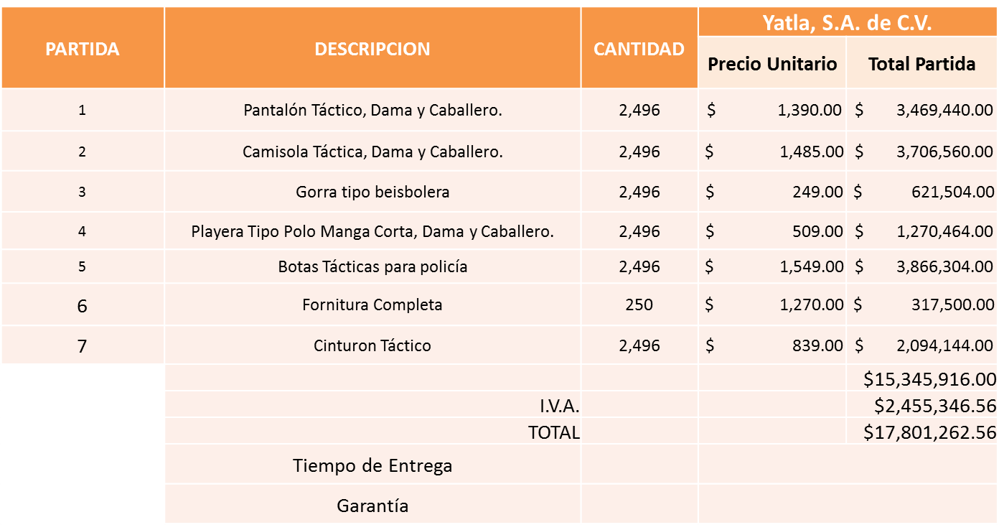 PARTIDA DESCRIPCION CANTIDAD Yatla, S.A. de C.V.
Precio Unitario Total Partida
1 Pantalón Táctico, Dama y Caballero. 2,496 $ 1,390.00 $ 3,469,440.00
2 Camisola Táctica, Dama y Caballero. 2,496 $ 1,485.00 $ 3,706,560.00
3 Gorra tipo beisbolera 2,496 $ 249.00 $ 621,504.00
4 Playera Tipo Polo Manga Corta, Dama y Caballero. 2,496 $ 509.00 $ 1,270,464.00
5 Botas Tácticas para policía 2,496 $ 1,549.00 $ 3,866,304.00
6 Fornitura Completa 250 $ 1,270.00 $ 317,500.00
7 Cinturon Táctico 2,496 $ 839.00 $ 2,094,144.00
$15,345,916.00
I.V.A. $2,455,346.56
TOTAL $17,801,262.56
Tiempo de Entrega
Garantía